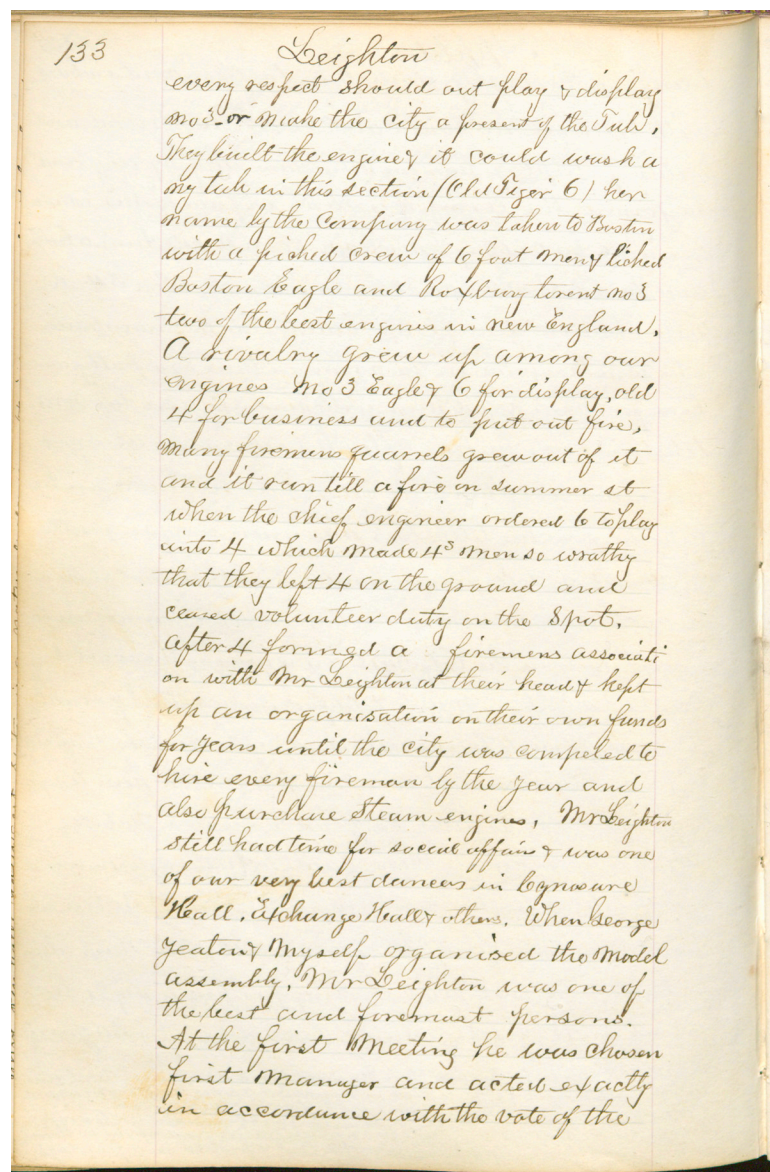 133 Leighton
every respect should out play & display
no 3 - or make the city a present of the Tub.
They built the engine & it could wash a
ny tub in this section (Old Tiger 6) her
name by the Company was taken to Boston
with a picked crew of 6 foot men & licked
Boston Eagle and Roxbury torent no 3
two of the best engines in new England.
A rivalry grew up among our
engines no 3 Eagle & 6 for display, old
4 for business and to put out fire.
Many firemens quarrels grew out of it
and it run till a fire on summer st
when the chief engineer ordered 6 to play
into 4 which made 4s men so wrathy
that they left 4 on the ground and
ceased volunteer duty on the Spot.
after 4 formed a firemens associati
on with Mr Leighton at their head & kept
up an organisation on their own funds
for years until the city was compeled to
hire every fireman by the year and
also purchase Steam engines. Mr Leighton
still had time for social affairs & was one
of our very best dancers in Cynosure
Hall, Exchange Hall & others. When George
Yeaton & Myself organised the Model
assembly, Mr Leighton was one of
the best and foremost persons.
At the first Meeting he was chosen
first Manager and acted exactly
in accordance with the vote of the